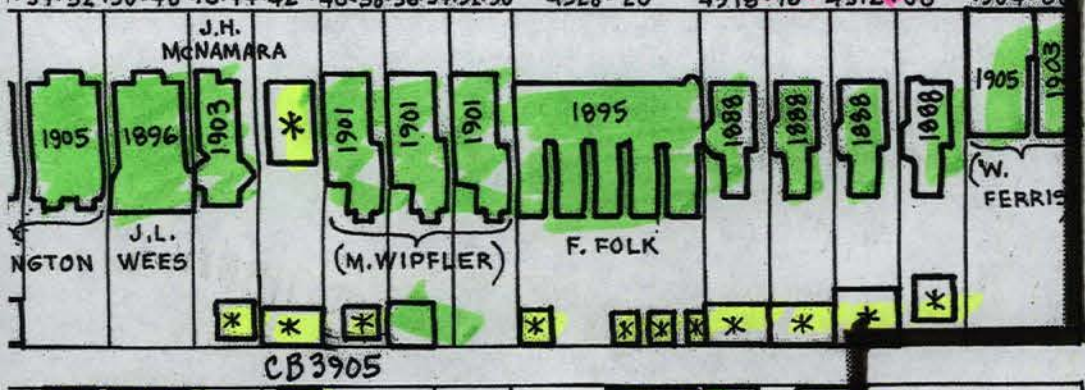 J.H.
McNAMARA
1905
1896
1903
*
1901
1901
1901
1895
1888
1888
1888
1888
1905
1903
NGTON
J.L.
WEES
(M.WIPFLER)
F. FOLK
(W.
FERRIS
*
*
*
*
*
*
*
*
*
*
*
CB3905